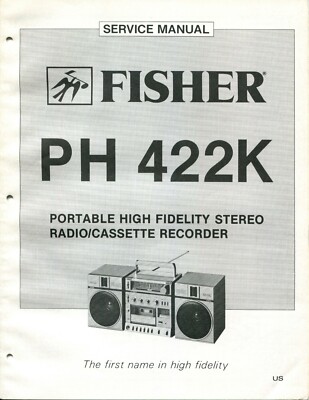 SERVICE MANUAL
FISHER®
PH 422K
PORTABLE HIGH FIDELITY STEREO
RADIO/CASSETTE RECORDER
The first name in high fidelity
US